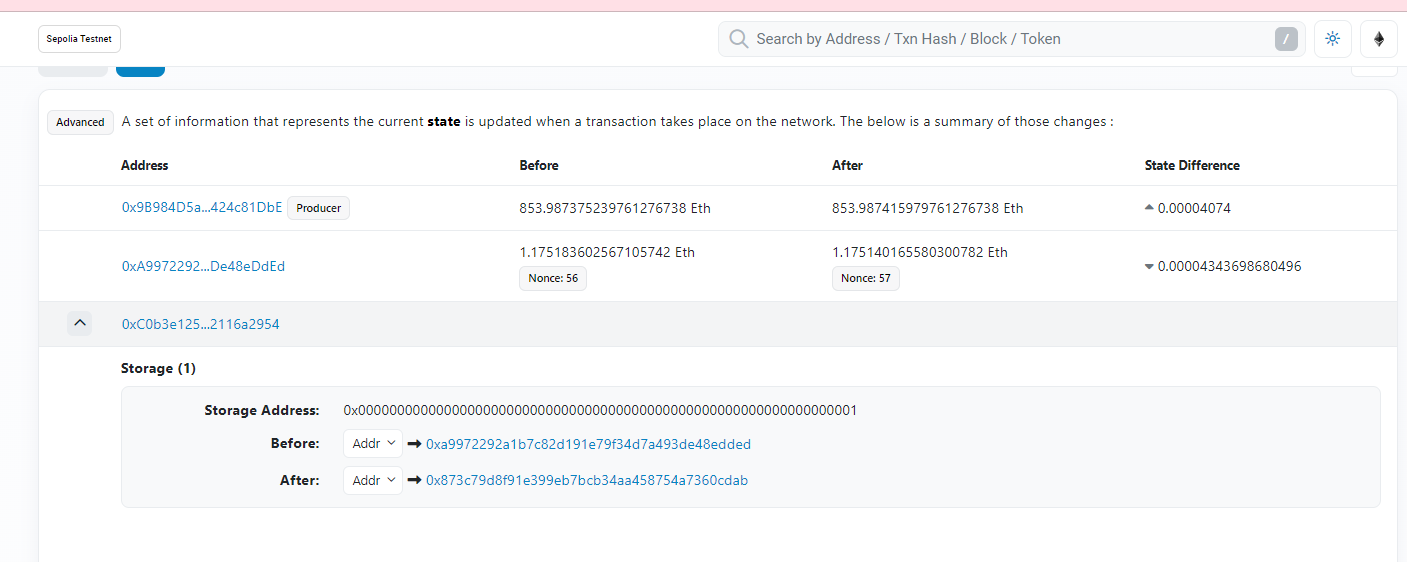 Sepolia Testnet
Search by Address / Txn Hash / Block / Token
/
Advanced A set of information that represents the current state is updated when a transaction takes place on the network. The below is a summary of those changes :
Address Before After State Difference
0x9B984D5a...424c81DbE Producer 853.987375239761276738 Eth 853.987415979761276738 Eth 0.00004074
0xA9972292...De48eDdEd 1.175183602567105742 Eth Nonce: 56 1.175140165580300782 Eth Nonce: 57 0.00004343698680496
0xC0b3e125...2116a2954
Storage (1)
Storage Address: 0x0000000000000000000000000000000000000000000000000000000000000001
Before: Addr 0xa9972292a1b7c82d191e79f34d7a493de48edded
After: Addr 0x873c79d8f91e399eb7bcb34aa458754a7360cdab